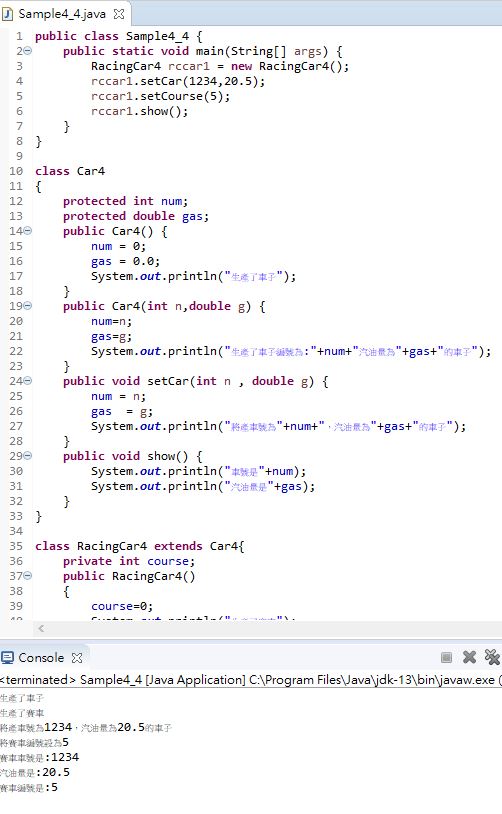 Sample4_4.java
1 public class Sample4_4 {
2 public static void main(String[] args) {
3 RacingCar4 rccar1 = new RacingCar4();
4 rccar1.setCar(1234,20.5);
5 rccar1.setCourse(5);
6 rccar1.show();
7 }
8 }
9
10 class Car4
11 {
12 protected int num;
13 protected double gas;
14 public Car4() {
15 num = 0;
16 gas = 0.0;
17 System.out.println("生產了車子");
18 }
19 public Car4(int n,double g) {
20 num=n;
21 gas=g;
22 System.out.println("生產了車子編號為:"+num+"汽油量為"+gas+"的車子");
23 }
24 public void setCar(int n , double g) {
25 num = n;
26 gas = g;
27 System.out.println("將產車號為"+num+"，汽油量為"+gas+"的車子");
28 }
29 public void show() {
30 System.out.println("車號是"+num);
31 System.out.println("汽油量是"+gas);
32 }
33 }
34
35 class RacingCar4 extends Car4{
36 private int course;
37 public RacingCar4()
38 {
39 course=0;
Console
<terminated> Sample4_4 [Java Application] C:\Program Files\Java\jdk-13\bin\javaw.exe (
生產了車子
生產了賽車
將產車號為1234，汽油量為20.5的車子
將賽車編號設為5
賽車車號是:1234
汽油量是:20.5
賽車編號是:5